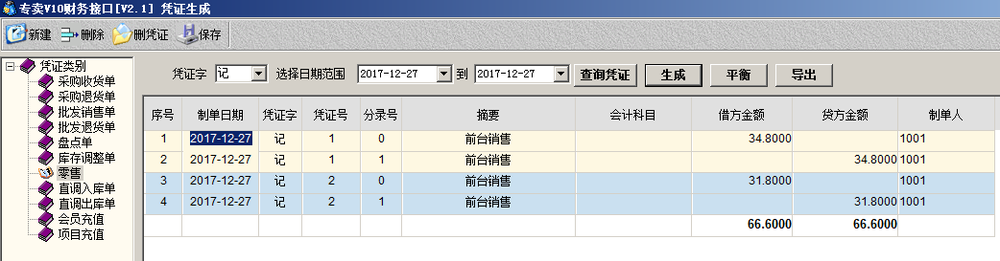 专卖V10财务接口[V2.1] 凭证生成
新建 删除 删凭证 保存
凭证类别
采购收货单
采购退货单
批发销售单
批发退货单
盘点单
库存调整单
零售
直调入库单
直调出库单
会员充值
项目充值
凭证字 记 选择日期范围 2017-12-27 到 2017-12-27 查询凭证 生成 平衡 导出
序号 制单日期 凭证字 凭证号 分录号 摘要 会计科目 借方金额 贷方金额 制单人
1 2017-12-27 记 1 0 前台销售 34.8000 1001
2 2017-12-27 记 1 1 前台销售 34.8000 1001
3 2017-12-27 记 2 0 前台销售 31.8000 1001
4 2017-12-27 记 2 1 前台销售 31.8000 1001
66.6000 66.6000